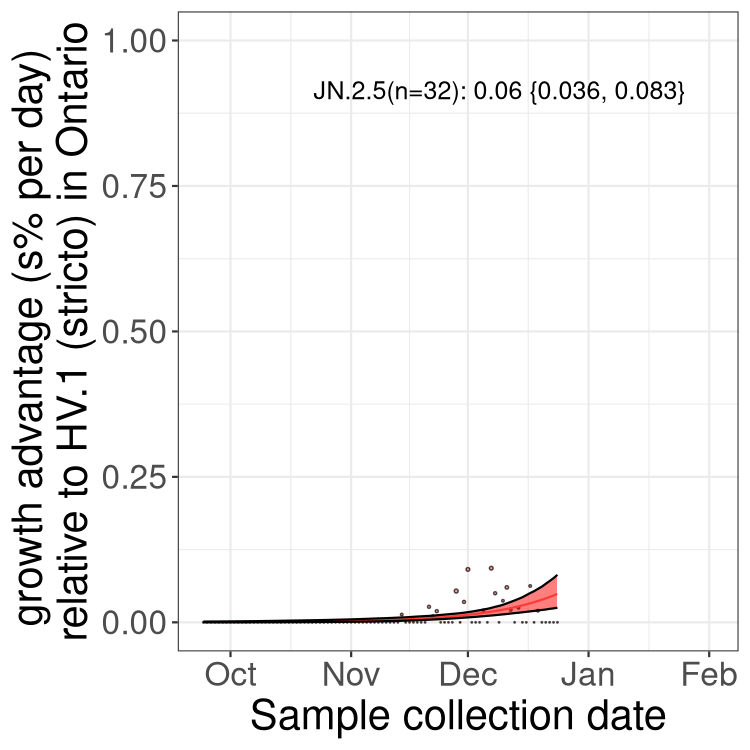 growth advantage (s% per day)
relative to HV.1 (stricto) in Ontario
1.00
0.75
0.50
0.25
0.00
JN.2.5(n=32): 0.06 {0.036, 0.083}
Oct Nov Dec Jan Feb
Sample collection date